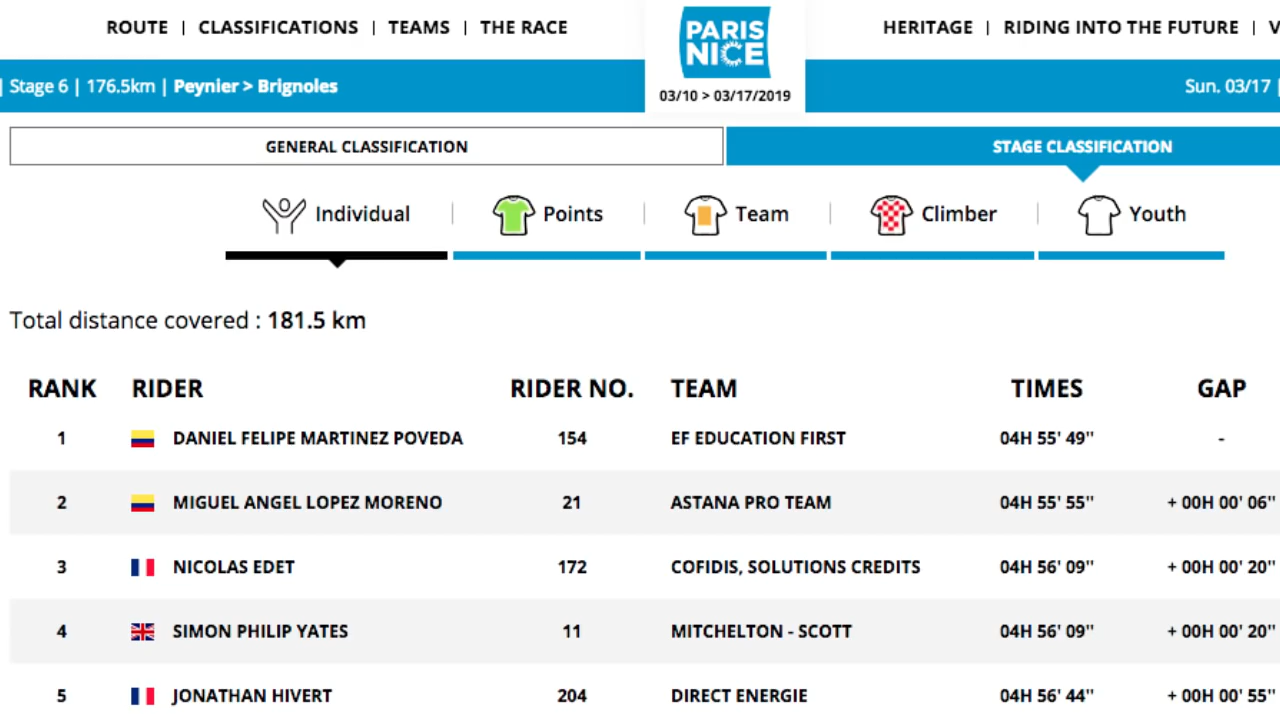 ROUTE | CLASSIFICATIONS | TEAMS | THE RACE
PARIS
NICE
HERITAGE | RIDING INTO THE FUTURE | V
| Stage 6 | 176.5km | Peynier > Brignoles
03/10 > 03/17/2019
Sun. 03/17 |
GENERAL CLASSIFICATION
STAGE CLASSIFICATION
Individual | Points | Team | Climber | Youth
Total distance covered : 181.5 km
RANK RIDER RIDER NO. TEAM TIMES GAP
1 DANIEL FELIPE MARTINEZ POVEDA 154 EF EDUCATION FIRST 04H 55' 49'' -
2 MIGUEL ANGEL LOPEZ MORENO 21 ASTANA PRO TEAM 04H 55' 55'' + 00H 00' 06''
3 NICOLAS EDET 172 COFIDIS, SOLUTIONS CREDITS 04H 56' 09'' + 00H 00' 20''
4 SIMON PHILIP YATES 11 MITCHELTON - SCOTT 04H 56' 09'' + 00H 00' 20''
5 JONATHAN HIVERT 204 DIRECT ENERGIE 04H 56' 44'' + 00H 00' 55''